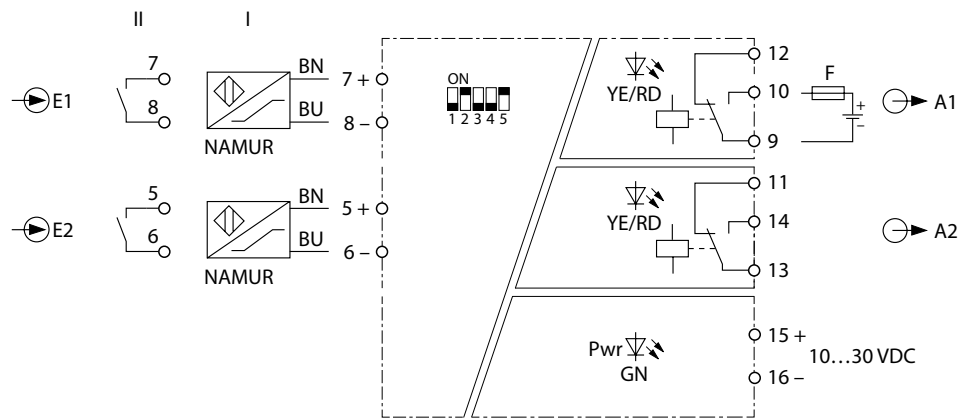 II I
7 BN 7 +
E1
8 BU 8 –
NAMUR
5 BN 5 +
E2
6 BU 6 –
NAMUR
ON
1 2 3 4 5
YE/RD
12
10
9
F
+
–
A1
YE/RD
11
14
13
A2
Pwr
GN
15 +
16 –
10...30 VDC